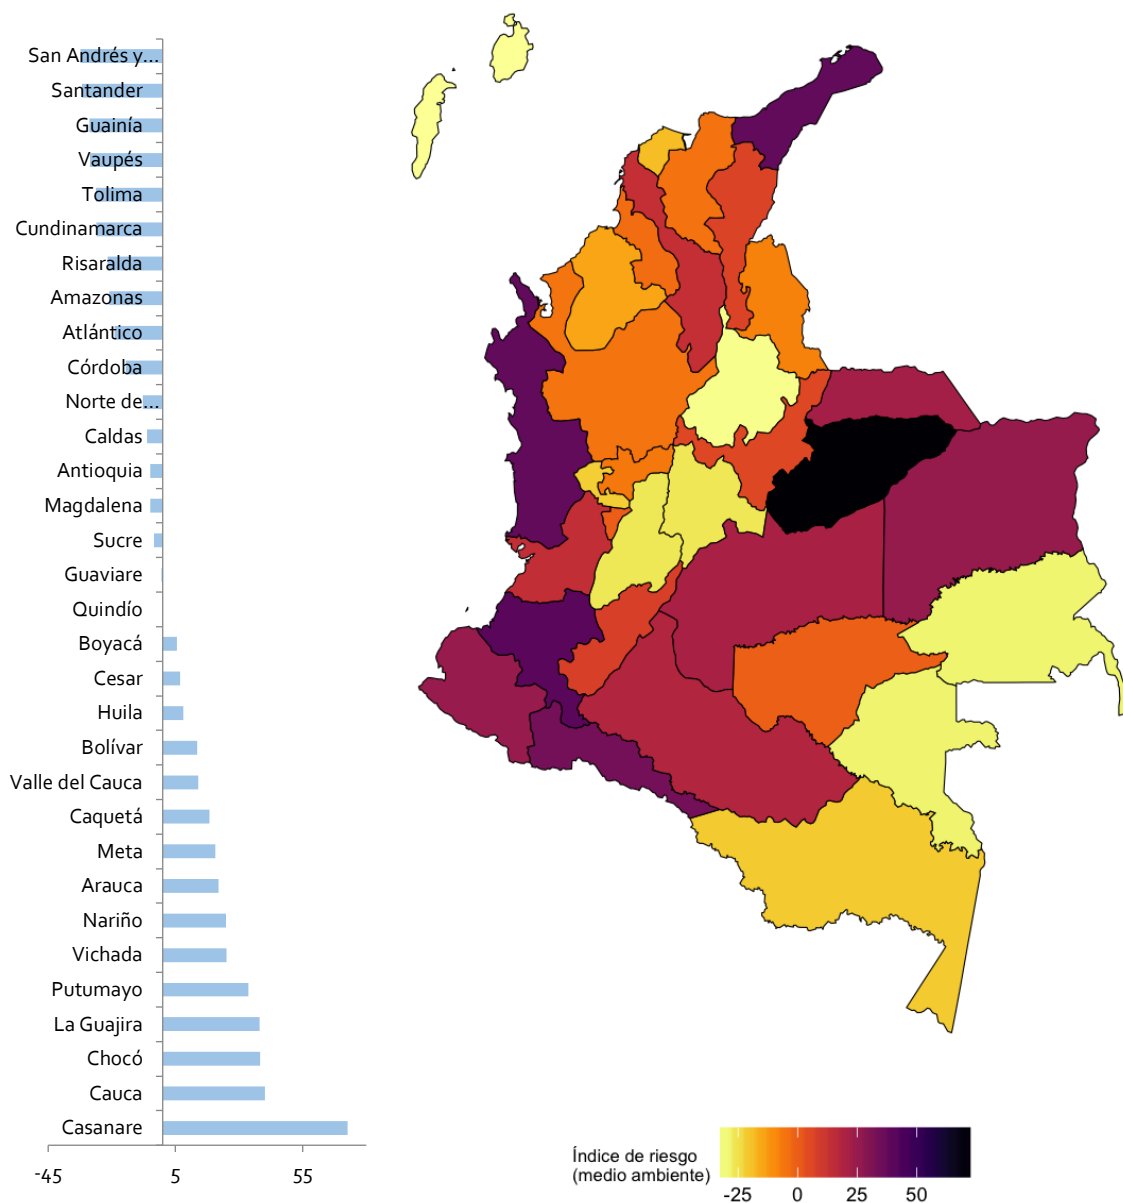 San Andrés y...
Santander
Guainía
Vaupés
Tolima
Cundinamarca
Risaralda
Amazonas
Atlántico
Córdoba
Norte de...
Caldas
Antioquia
Magdalena
Sucre
Guaviare
Quindío
Boyacá
Cesar
Huila
Bolívar
Valle del Cauca
Caquetá
Meta
Arauca
Nariño
Vichada
Putumayo
La Guajira
Chocó
Cauca
Casanare
-45 5 55
Índice de riesgo
(medio ambiente)
-25 0 25 50